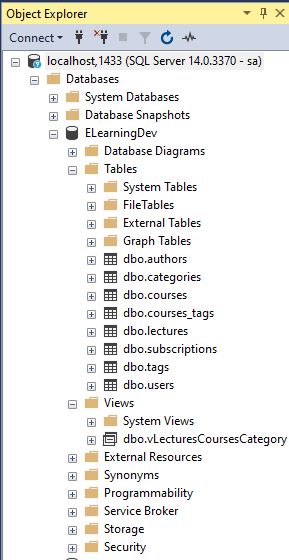 Object Explorer
Connect
localhost,1433 (SQL Server 14.0.3370 - sa)
Databases
System Databases
Database Snapshots
ELearningDev
Database Diagrams
Tables
System Tables
FileTables
External Tables
Graph Tables
dbo.authors
dbo.categories
dbo.courses
dbo.courses_tags
dbo.lectures
dbo.subscriptions
dbo.tags
dbo.users
Views
System Views
dbo.vLecturesCoursesCategory
External Resources
Synonyms
Programmability
Service Broker
Storage
Security